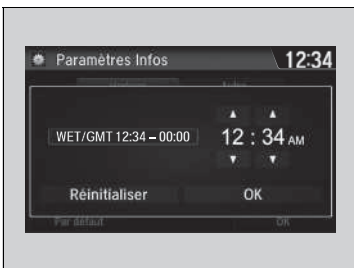 Paramètres Infos 12:34
WET/GMT 12:34 – 00:00
12 : 34 AM
Réinitialiser OK
Par défaut OK